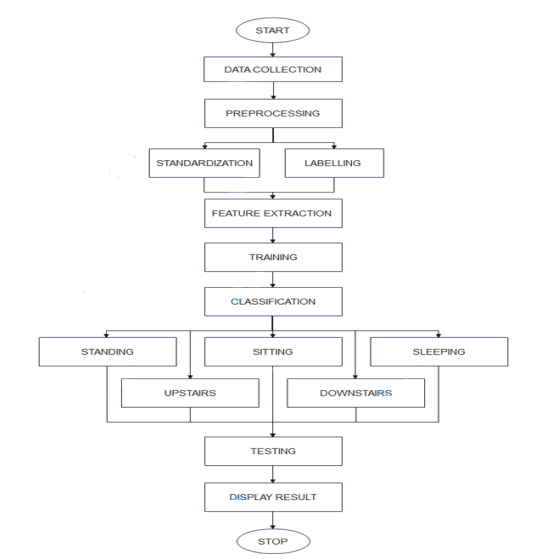 START
DATA COLLECTION
PREPROCESSING
STANDARDIZATION
LABELLING
FEATURE EXTRACTION
TRAINING
CLASSIFICATION
STANDING
SITTING
SLEEPING
UPSTAIRS
DOWNSTAIRS
TESTING
DISPLAY RESULT
STOP